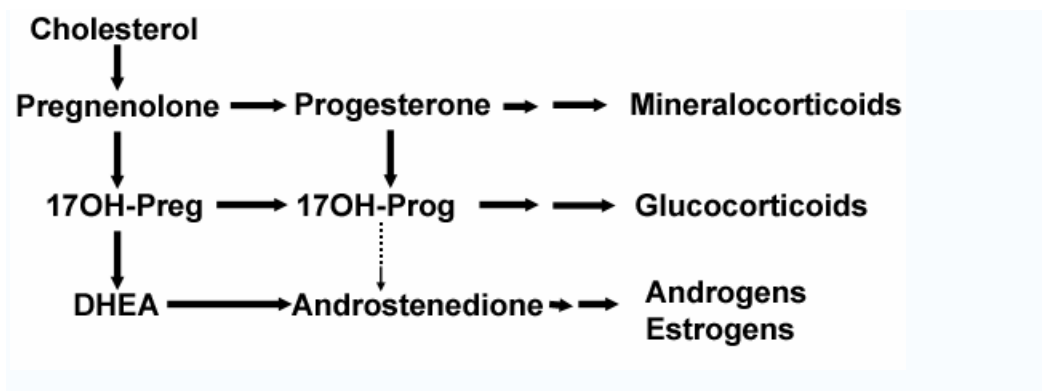 Cholesterol
Pregnenolone Progesterone Mineralocorticoids
17OH-Preg 17OH-Prog Glucocorticoids
DHEA Androstenedione Androgens
Estrogens